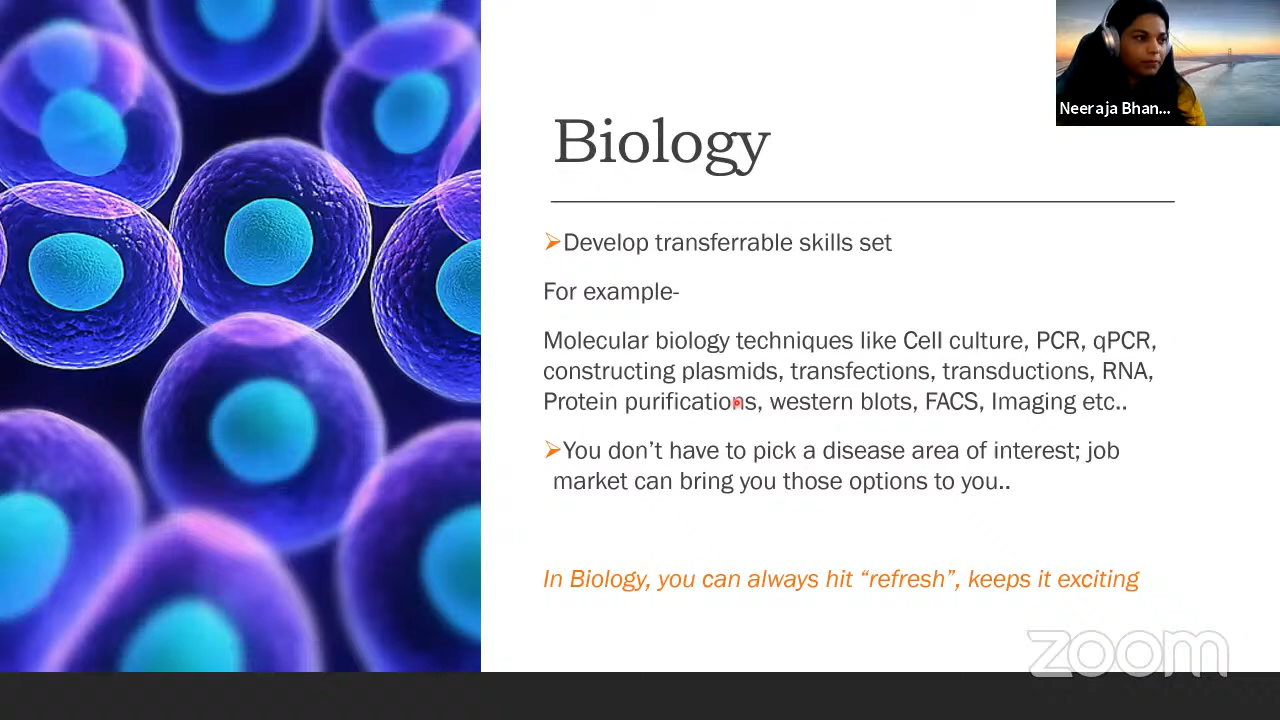 Neeraja Bhan...
Biology
➢Develop transferrable skills set
For example-
Molecular biology techniques like Cell culture, PCR, qPCR,
constructing plasmids, transfections, transductions, RNA,
Protein purifications, western blots, FACS, Imaging etc..
➢You don’t have to pick a disease area of interest; job
market can bring you those options to you..
In Biology, you can always hit “refresh”, keeps it exciting
zoom